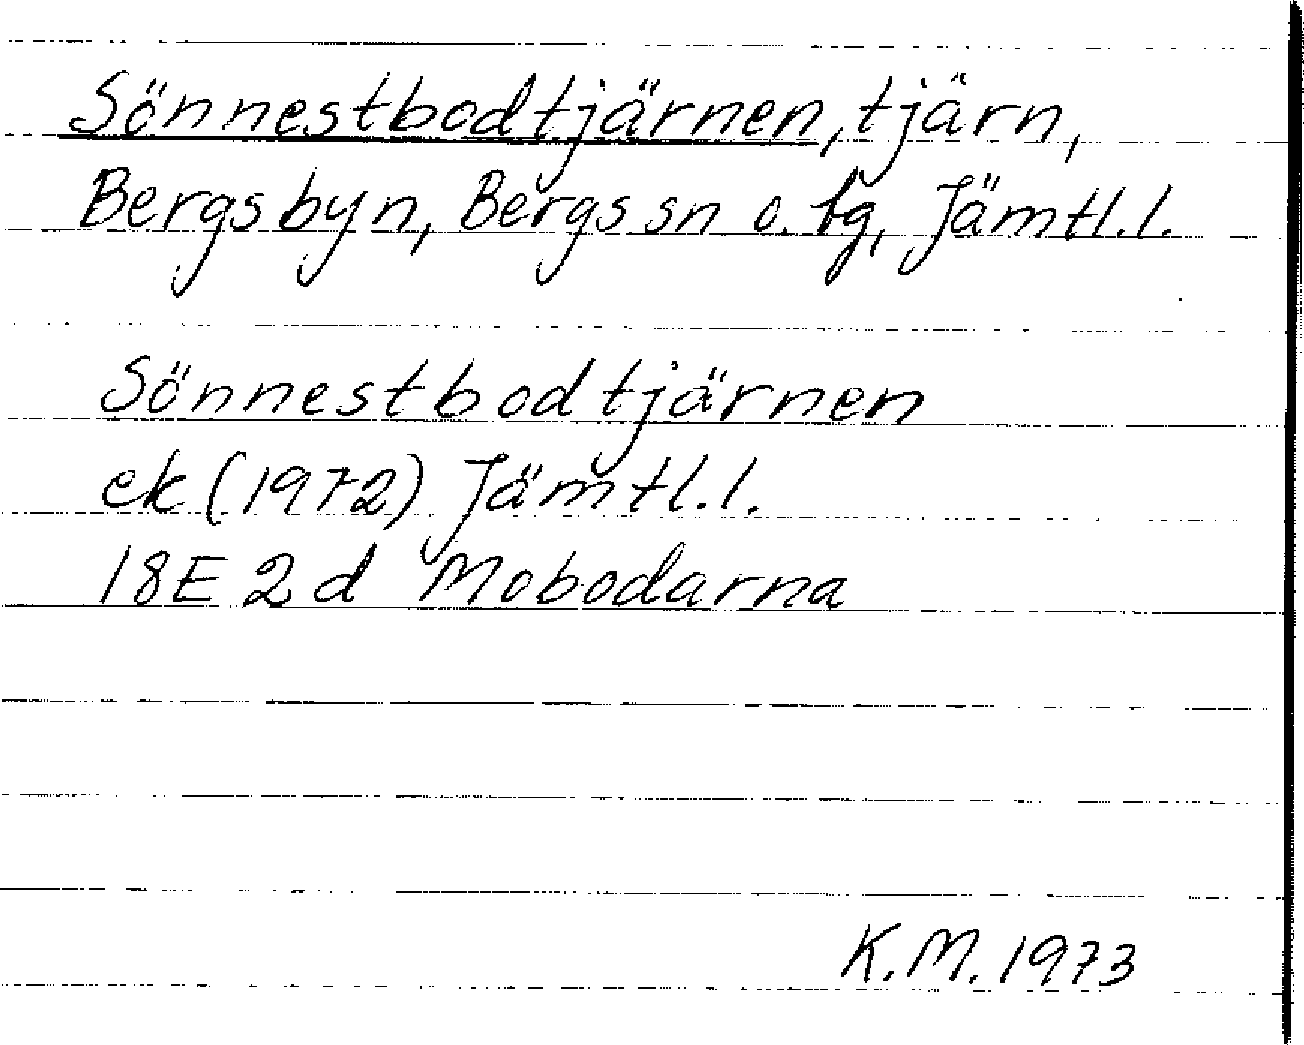 Sönnestbodtjärnen, tjärn,
Bergsbyn, Bergs sn o. tg, Jämtl.l.
Sönnestbodtjärnen
ek (1972) Jämtl.l.
18E 2d Mobodarna
K.M. 1973